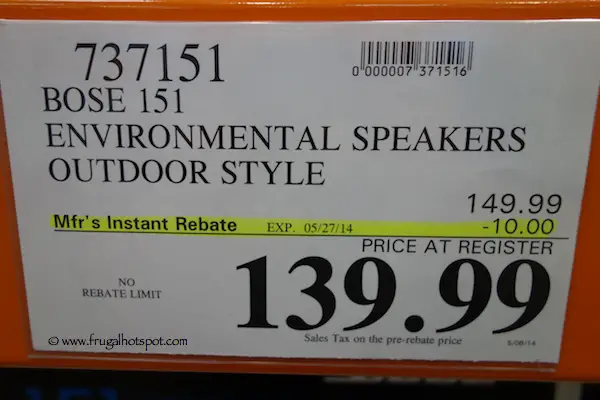 737151
0"000007"371516"
BOSE 151
ENVIRONMENTAL SPEAKERS
OUTDOOR STYLE
149.99
Mfr's Instant Rebate EXP. 05/27/14 -10.00
PRICE AT REGISTER
NO
REBATE LIMIT
139.99
Sales Tax on the pre-rebate price
5/08/14
© www.frugalhotspot.com